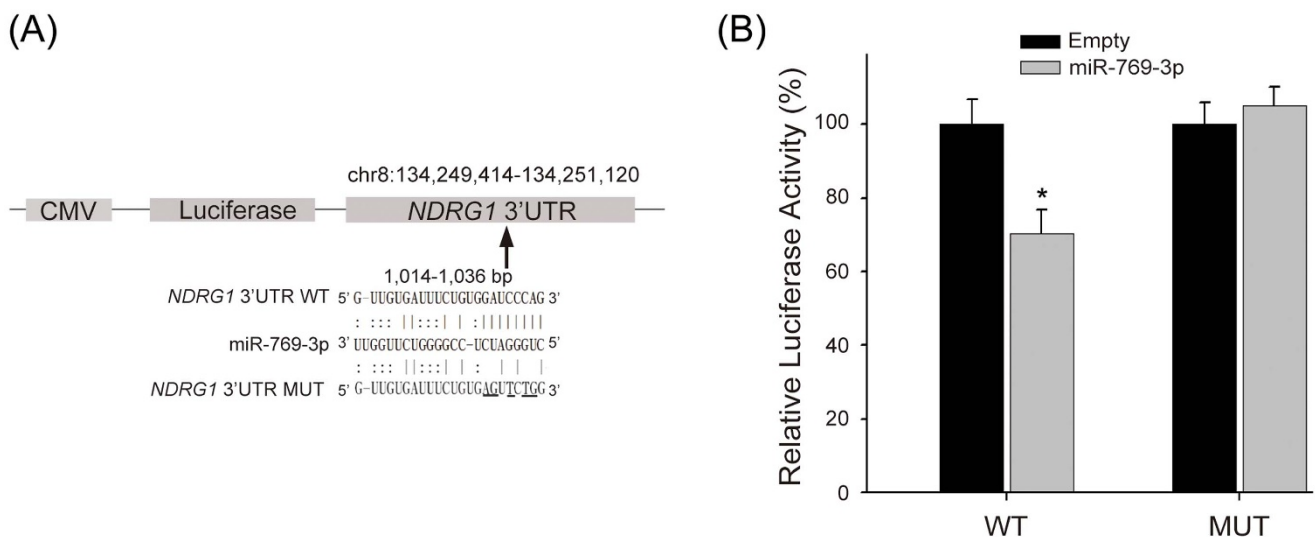 (A)
chr8:134,249,414-134,251,120
CMV Luciferase NDRG1 3'UTR
1,014-1,036 bp
NDRG1 3'UTR WT 5' G-UUGUGAUUUCUGUGGAUCCCAG 3'
miR-769-3p 3' UUGGUUCUGGGGCC-UCUAGGGUC 5'
NDRG1 3'UTR MUT 5' G-UUGUGAUUUCUGUGAGUTCTGG 3'
(B)
Empty
miR-769-3p
Relative Luciferase Activity (%)
100
80
60
40
20
0
WT MUT
*